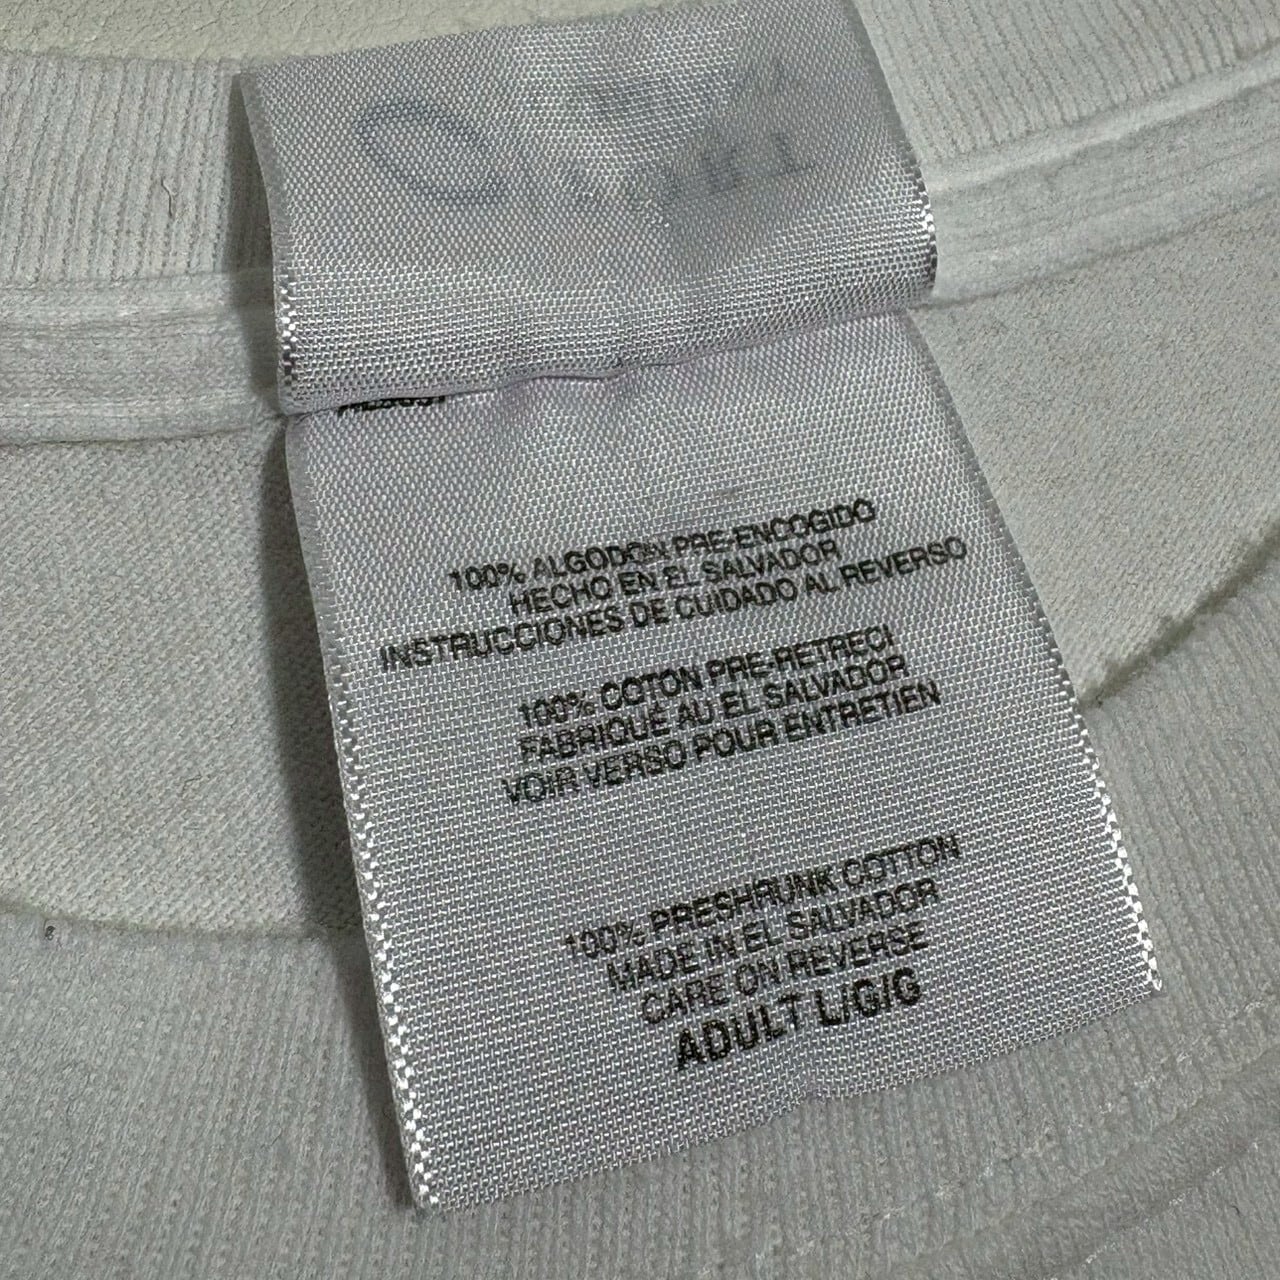 100% ALGODON PRE-ENCOGIDO
HECHO EN EL SALVADOR
INSTRUCCIONES DE CUIDADO AL REVERSO
100% COTON PRE-RETRECI
FABRIQUÉ AU EL SALVADOR
VOIR VERSO POUR ENTRETIEN
100% PRESHRUNK COTTON
MADE IN EL SALVADOR
CARE ON REVERSE
ADULT L/G/G